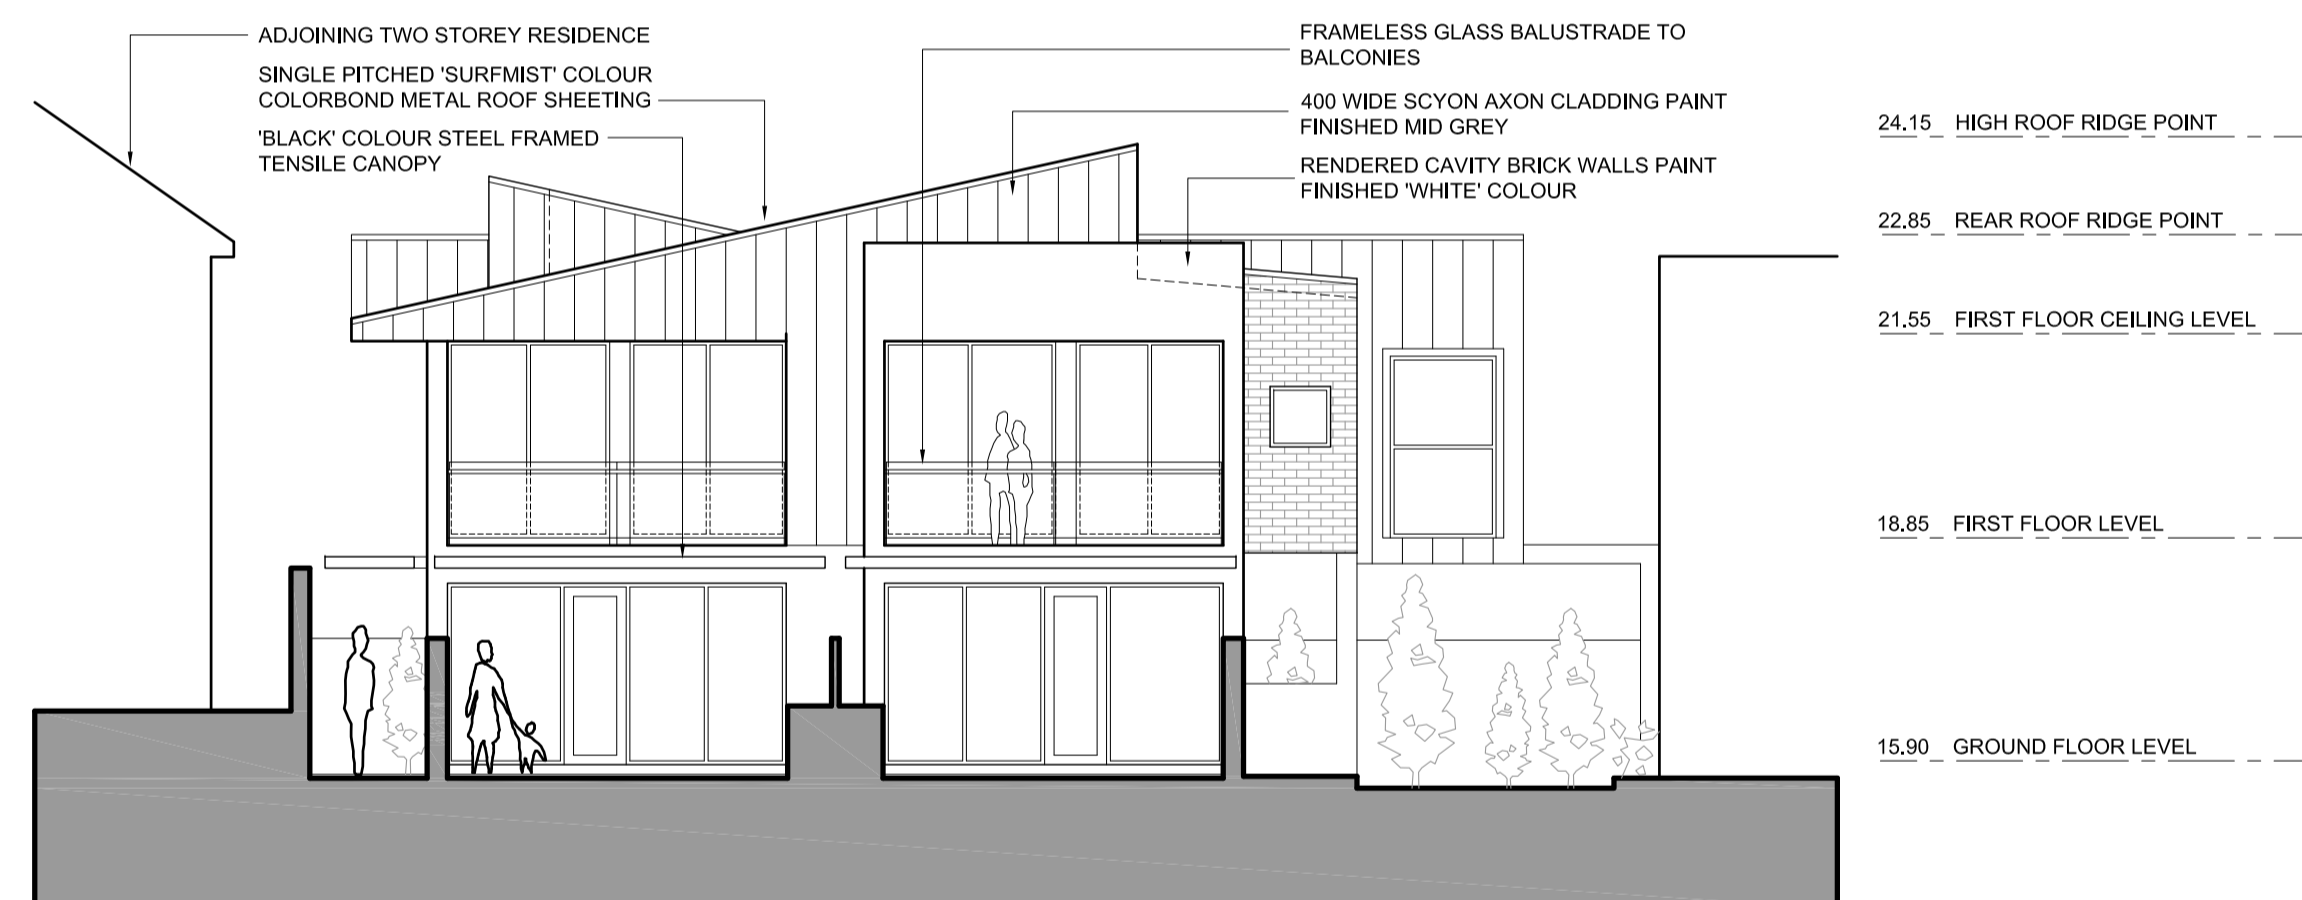 ADJOINING TWO STOREY RESIDENCE
SINGLE PITCHED 'SURFMIST' COLOUR
COLORBOND METAL ROOF SHEETING
'BLACK' COLOUR STEEL FRAMED
TENSILE CANOPY
FRAMELESS GLASS BALUSTRADE TO
BALCONIES
400 WIDE SCYON AXON CLADDING PAINT
FINISHED MID GREY
RENDERED CAVITY BRICK WALLS PAINT
FINISHED 'WHITE' COLOUR
24.15 HIGH ROOF RIDGE POINT
22.85 REAR ROOF RIDGE POINT
21.55 FIRST FLOOR CEILING LEVEL
18.85 FIRST FLOOR LEVEL
15.90 GROUND FLOOR LEVEL